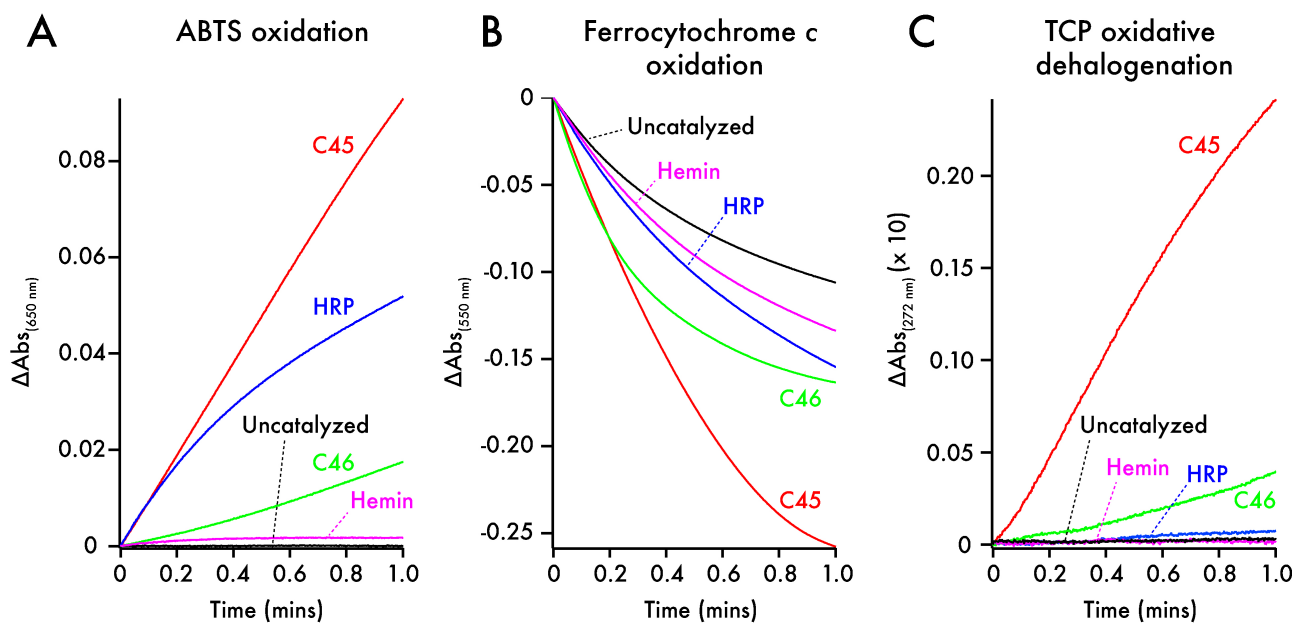 A
ABTS oxidation
ΔAbs(650 nm)
0.08
0.06
0.04
0.02
0
C45
HRP
Uncatalyzed
C46
Hemin
0 0.2 0.4 0.6 0.8 1.0
Time (mins)
B
Ferrocytochrome c
oxidation
ΔAbs(550 nm)
0
-0.05
-0.10
-0.15
-0.20
-0.25
Uncatalyzed
Hemin
HRP
C46
C45
0 0.2 0.4 0.6 0.8 1.0
Time (mins)
C
TCP oxidative
dehalogenation
ΔAbs(272 nm) (x 10)
0.20
0.15
0.10
0.05
0
C45
Uncatalyzed
Hemin
HRP
C46
0 0.2 0.4 0.6 0.8 1.0
Time (mins)